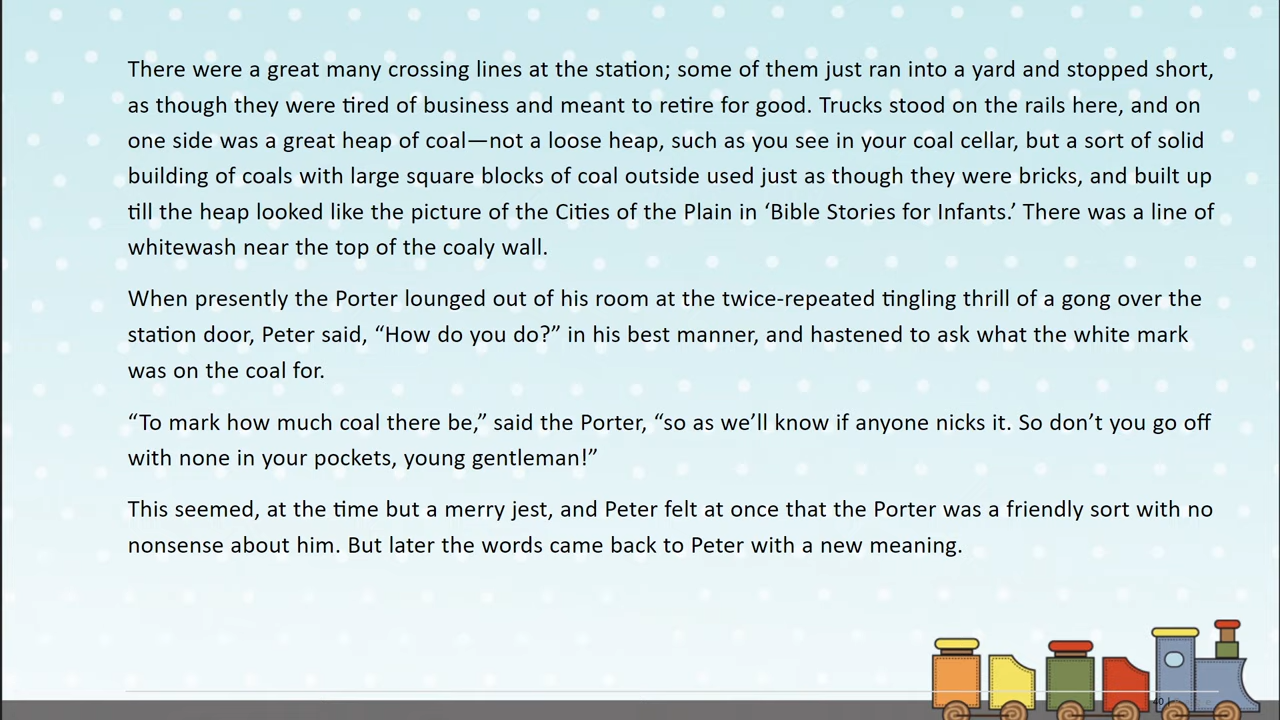 There were a great many crossing lines at the station; some of them just ran into a yard and stopped short,
as though they were tired of business and meant to retire for good. Trucks stood on the rails here, and on
one side was a great heap of coal—not a loose heap, such as you see in your coal cellar, but a sort of solid
building of coals with large square blocks of coal outside used just as though they were bricks, and built up
till the heap looked like the picture of the Cities of the Plain in ‘Bible Stories for Infants.’ There was a line of
whitewash near the top of the coaly wall.
When presently the Porter lounged out of his room at the twice-repeated tingling thrill of a gong over the
station door, Peter said, “How do you do?” in his best manner, and hastened to ask what the white mark
was on the coal for.
“To mark how much coal there be,” said the Porter, “so as we’ll know if anyone nicks it. So don’t you go off
with none in your pockets, young gentleman!”
This seemed, at the time but a merry jest, and Peter felt at once that the Porter was a friendly sort with no
nonsense about him. But later the words came back to Peter with a new meaning.